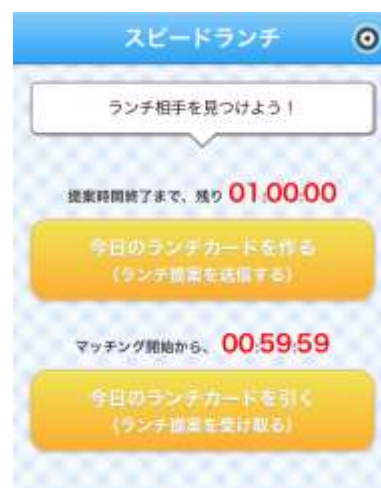 スピードランチ
ランチ相手を見つけよう！
提案時間終了まで、残り 01:00:00
今日のランチカードを作る
（ランチ提案を送信する）
マッチング開始から、 00:59:59
今日のランチカードを引く
（ランチ提案を受け取る）